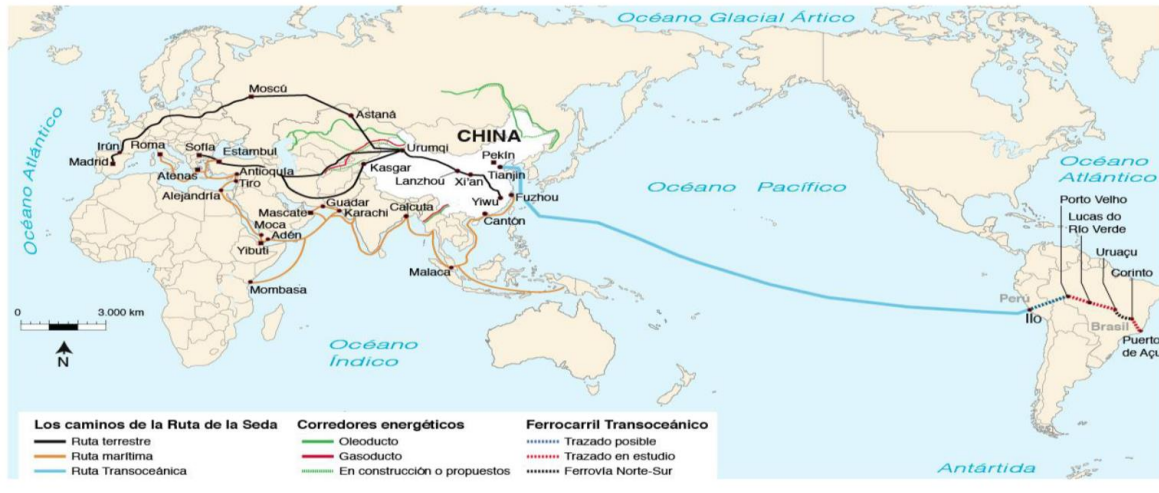 Océano Glacial Ártico
Océano Atlántico
Moscú
Astaná
CHINA
Irún
Roma
Sofía
Estambul
Urumqi
Pekín
Madrid
Tianjin
Atenas
Antioquía
Kasgar
Lanzhou
Xi'an
Tiro
Alejandría
Yiwu
Fuzhou
Guadar
Mascate
Karachi
Calcuta
Cantón
Moca
Adén
Yibuti
Malaca
Mombasa
Océano Pacífico
Océano
Atlántico
Porto Velho
Lucas do
Río Verde
Uruaçu
Corinto
Perú
Ilo
Brasil
Puerto
de Açu
0 3.000 km
N
Océano
Índico
Los caminos de la Ruta de la Seda
Ruta terrestre
Ruta marítima
Ruta Transoceánica
Corredores energéticos
Oleoducto
Gasoducto
En construcción o propuestos
Ferrocarril Transoceánico
Trazado posible
Trazado en estudio
Ferrovía Norte-Sur
Antártida